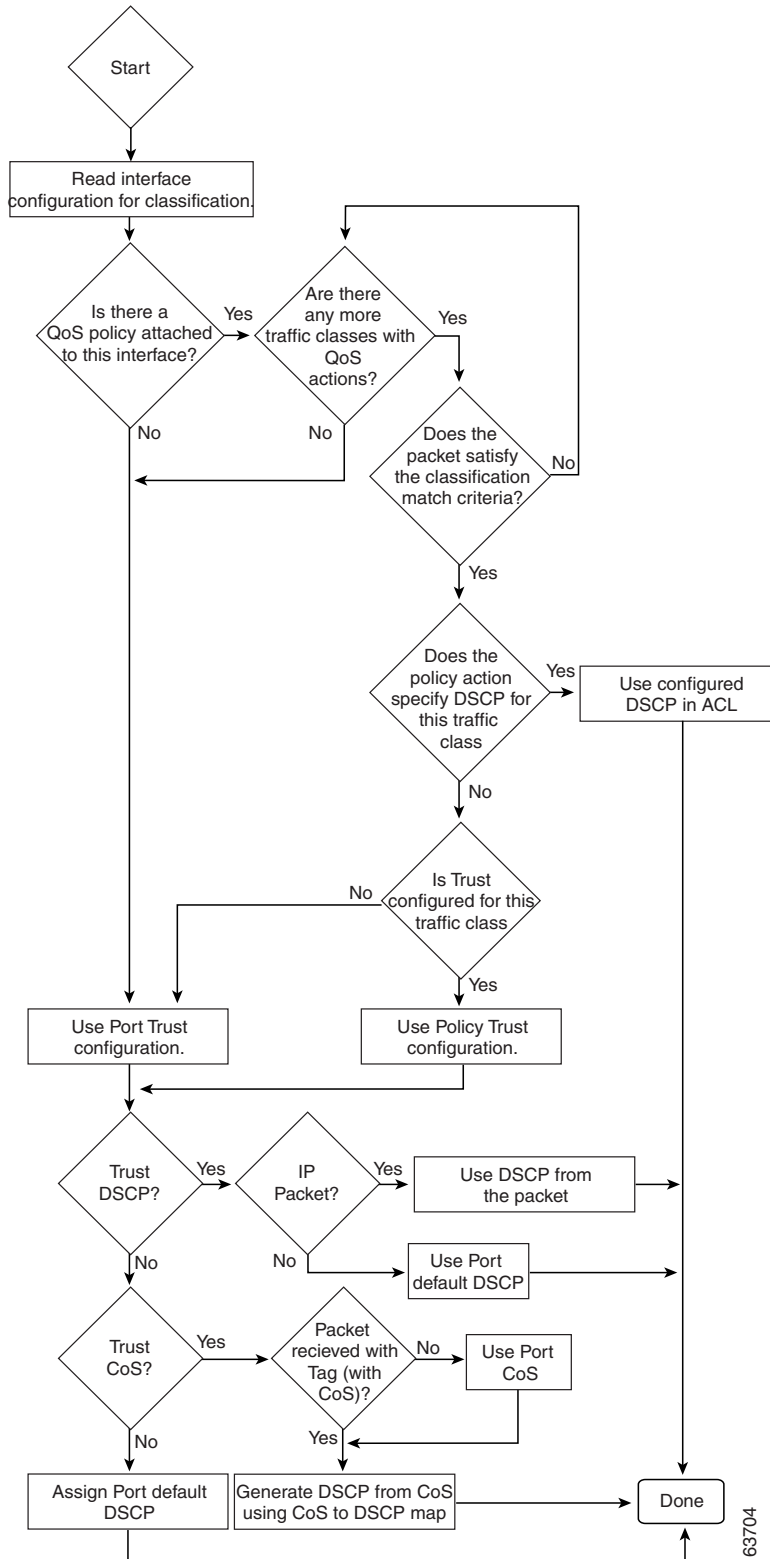 Start
Read interface
configuration for classification.
Is there a
QoS policy attached
to this interface?
Yes
Are there
any more
traffic classes with
QoS
actions?
Yes
No
No
Does the
packet satisfy
the classification
match criteria?
No
Yes
Does the
policy action
specify DSCP for
this traffic
class
Yes
Use configured
DSCP in ACL
No
Is Trust
configured for this
traffic class
No
Yes
Use Port Trust
configuration.
Use Policy Trust
configuration.
Trust
DSCP?
Yes
IP
Packet?
Yes
Use DSCP from
the packet
No
No
Use Port
default DSCP
Trust
CoS?
Yes
Packet
recieved with
Tag (with
CoS)?
No
Use Port
CoS
No
Yes
Assign Port default
DSCP
Generate DSCP from CoS
using CoS to DSCP map
Done
63704